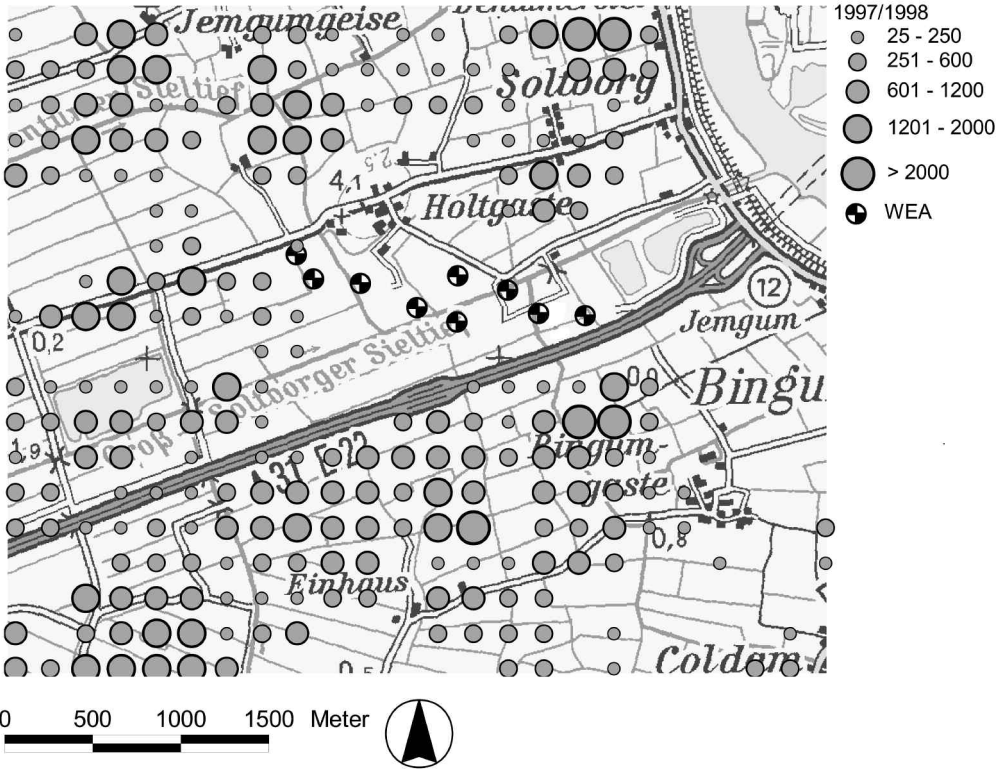 1997/1998
25 - 250
251 - 600
601 - 1200
1201 - 2000
> 2000
WEA
Jemgumgeise
Sieltief
Soltborg
2,5
4,1
Holtgaste
12
Jemgum
0,2
Soltborger Sieltief
Groß
Bingu
1,9
A 31 E 22
Bingum-
gaste
0,8
Einhaus
0,5
Coldam
0 500 1000 1500 Meter